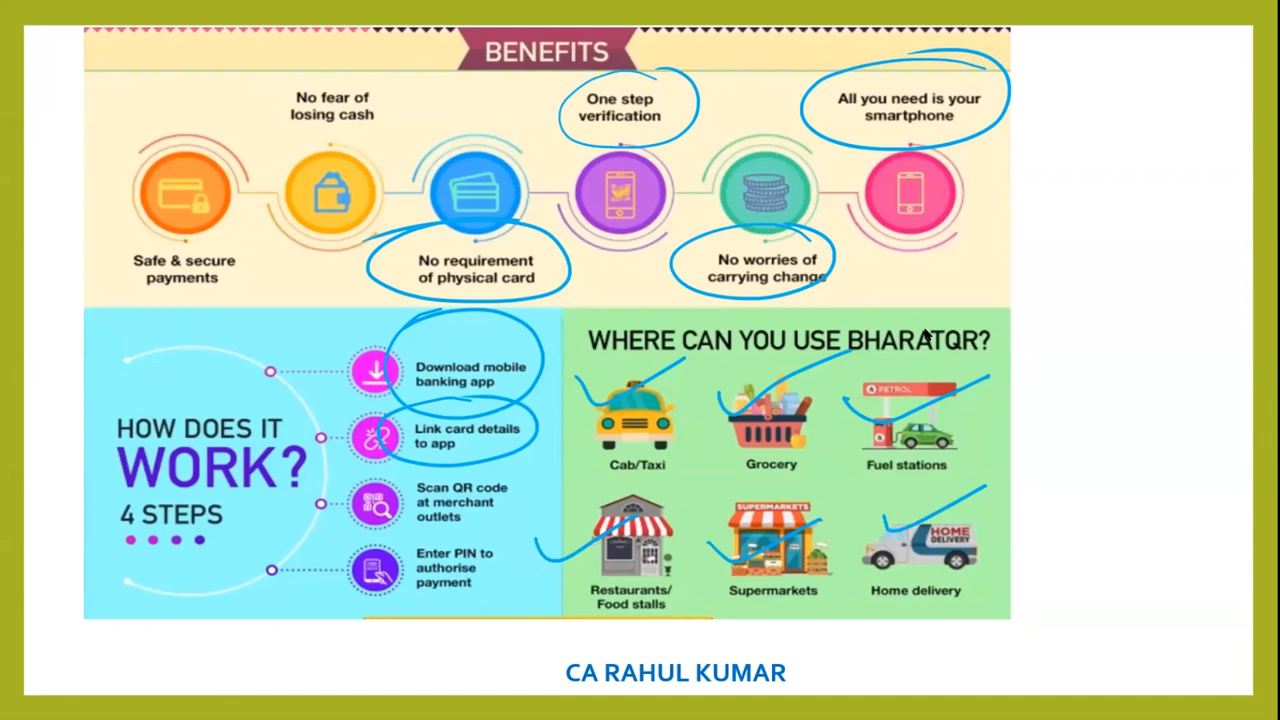 BENEFITS
No fear of
losing cash
One step
verification
All you need is your
smartphone
Safe & secure
payments
No requirement
of physical card
No worries of
carrying change
HOW DOES IT
WORK?
4 STEPS
Download mobile
banking app
Link card details
to app
Scan QR code
at merchant
outlets
Enter PIN to
authorise
payment
WHERE CAN YOU USE BHARATQR?
Cab/Taxi
Grocery
PETROL
Fuel stations
Restaurants/
Food stalls
SUPERMARKETS
Supermarkets
HOME
DELIVERY
Home delivery
CA RAHUL KUMAR